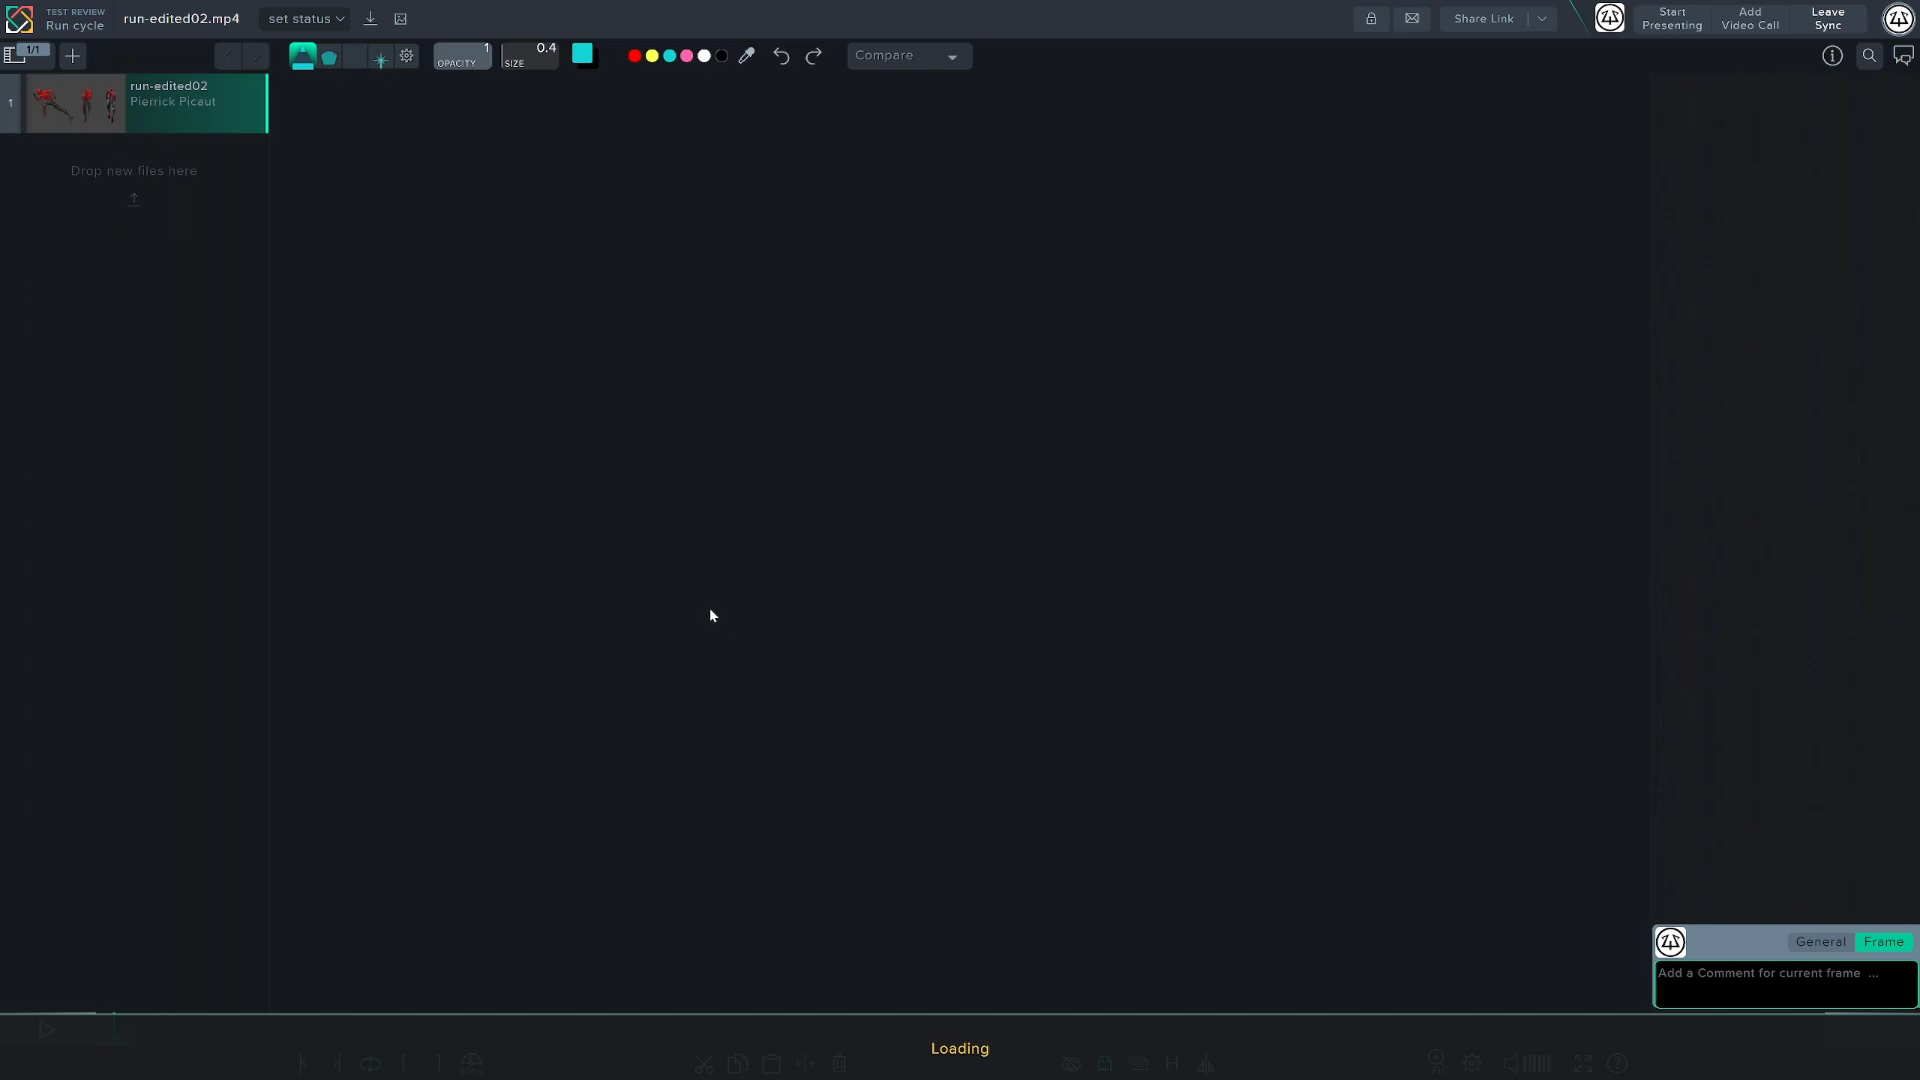 TEST REVIEW
Run cycle
run-edited02.mp4
set status
Share Link
Start
Presenting
Add
Video Call
Leave
Sync
1/1
1
OPACITY
0.4
SIZE
Compare
1
run-edited02
Pierrick Picaut
Drop new files here
General
Frame
Add a Comment for current frame ...
Loading
H